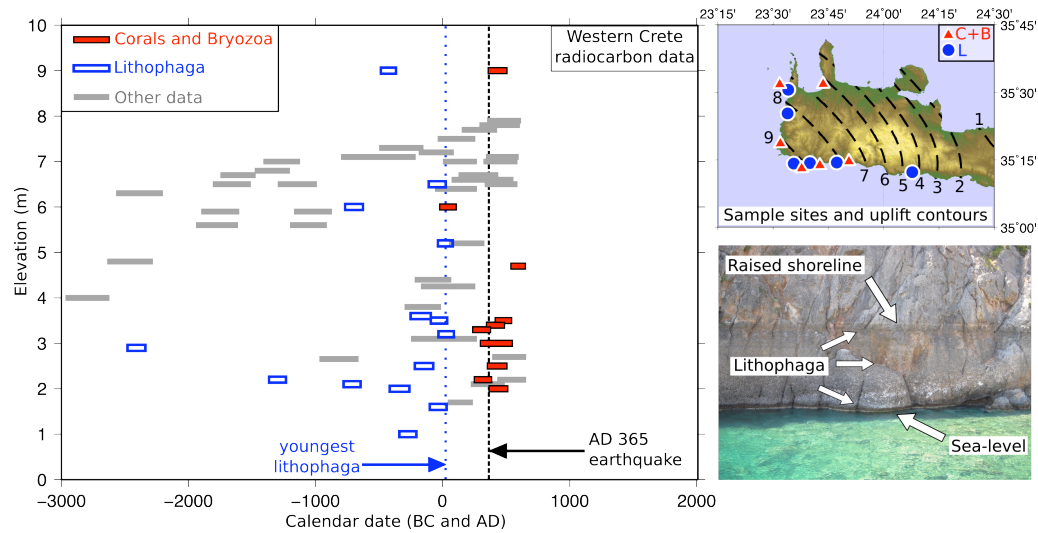 10
9
8
7
6
5
4
3
2
1
0
Elevation (m)
Corals and Bryozoa
Lithophaga
Other data
Western Crete
radiocarbon data
youngest
lithophaga
AD 365
earthquake
−3000
−2000
−1000
0
1000
2000
Calendar date (BC and AD)
23˚15'
23˚30'
23˚45'
24˚00'
24˚15'
24˚30'
35˚45'
35˚30'
35˚15'
35˚00'
C+B
L
8
9
7
6
5
4
3
2
1
Sample sites and uplift contours
Raised shoreline
Lithophaga
Sea-level